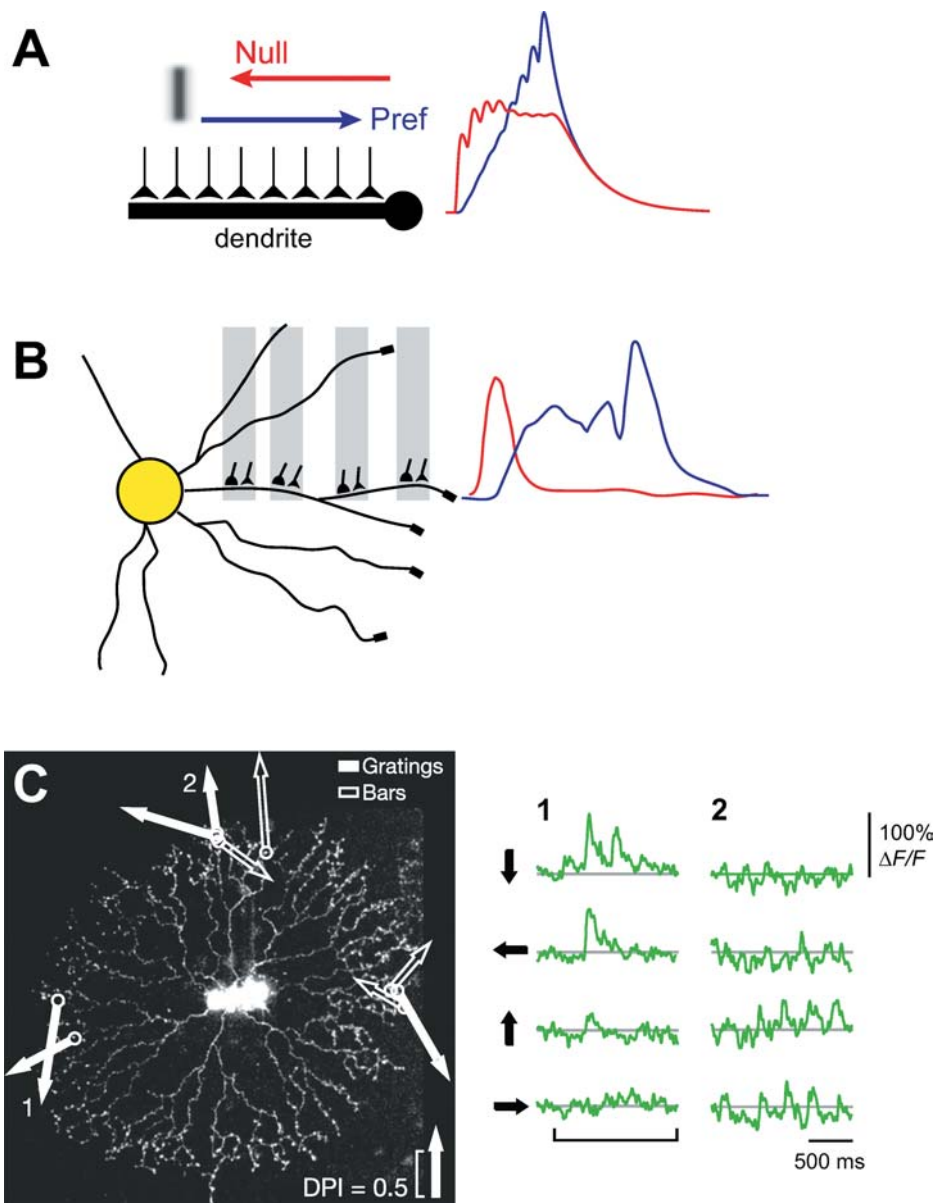 A
Null
Pref
dendrite
B
C
2
Gratings
Bars
1
DPI = 0.5
1
2
100%
ΔF/F
500 ms